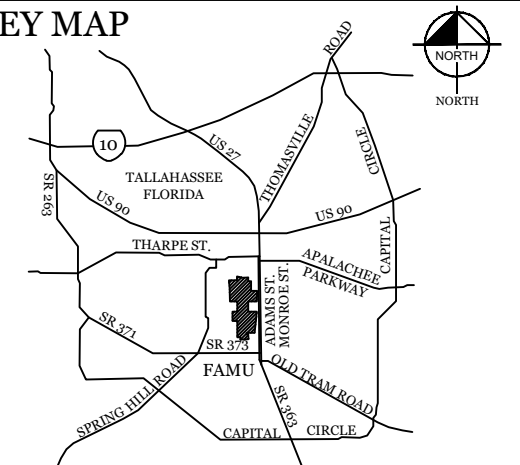 EY MAP
NORTH
NORTH
ROAD
THOMASVILLE
CIRCLE
10
US 27
TALLAHASSEE
FLORIDA
SR 263
US 90
US 90
CAPITAL
THARPE ST.
APALACHEE
PARKWAY
ADAMS ST.
MONROE ST.
SR 371
SR 373
FAMU
OLD TRAM ROAD
SPRING HILL ROAD
SR 363
CAPITAL CIRCLE